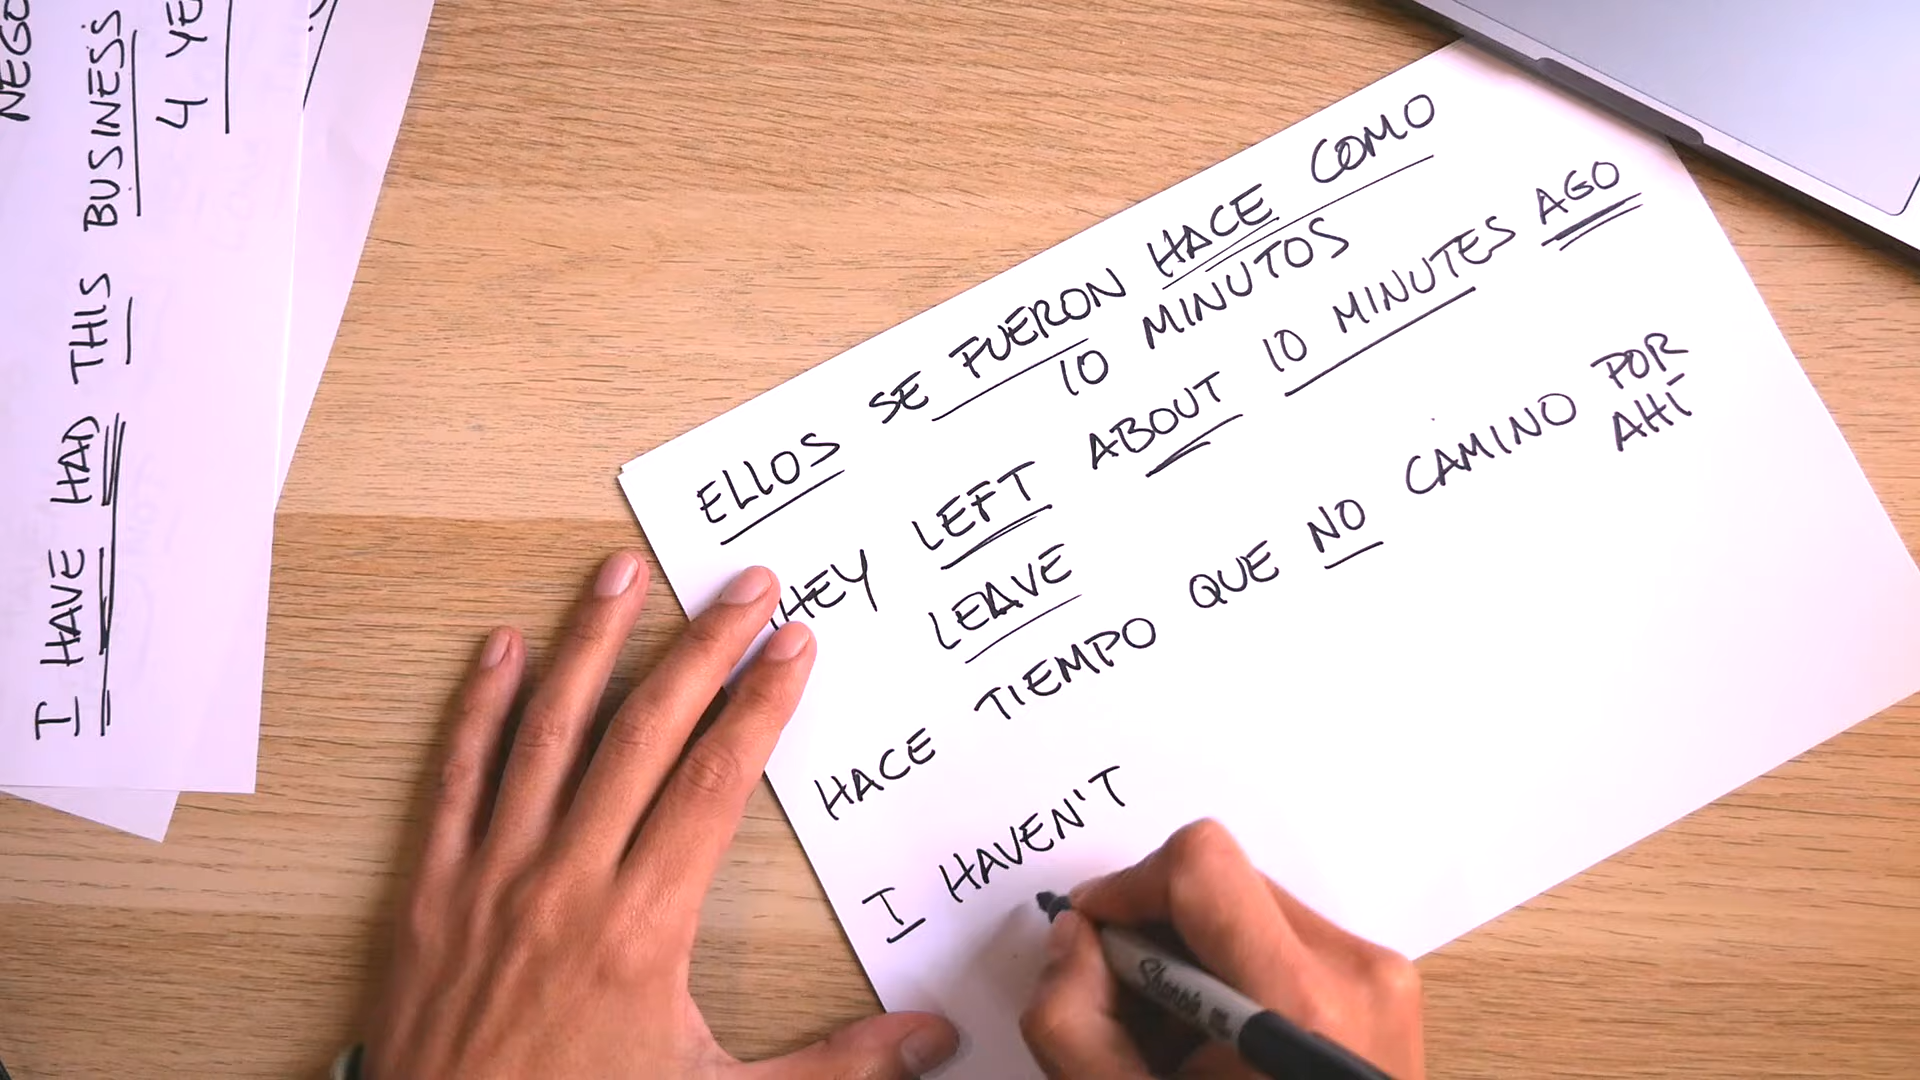 NEGO
I HAVE HAD THIS BUSINESS
4 YE
ELLOS SE FUERON HACE COMO
10 MINUTOS
THEY LEFT ABOUT 10 MINUTES AGO
LEAVE
HACE TIEMPO QUE NO CAMINO POR
AHÍ
I HAVEN'T
Sharpie